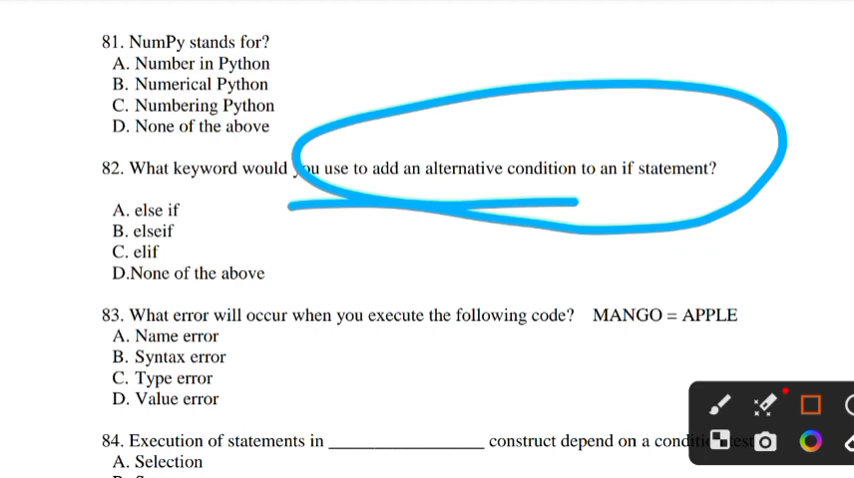 81. NumPy stands for?
A. Number in Python
B. Numerical Python
C. Numbering Python
D. None of the above
82. What keyword would you use to add an alternative condition to an if statement?
A. else if
B. elseif
C. elif
D.None of the above
83. What error will occur when you execute the following code? MANGO = APPLE
A. Name error
B. Syntax error
C. Type error
D. Value error
84. Execution of statements in _______________ construct depend on a
A. Selection